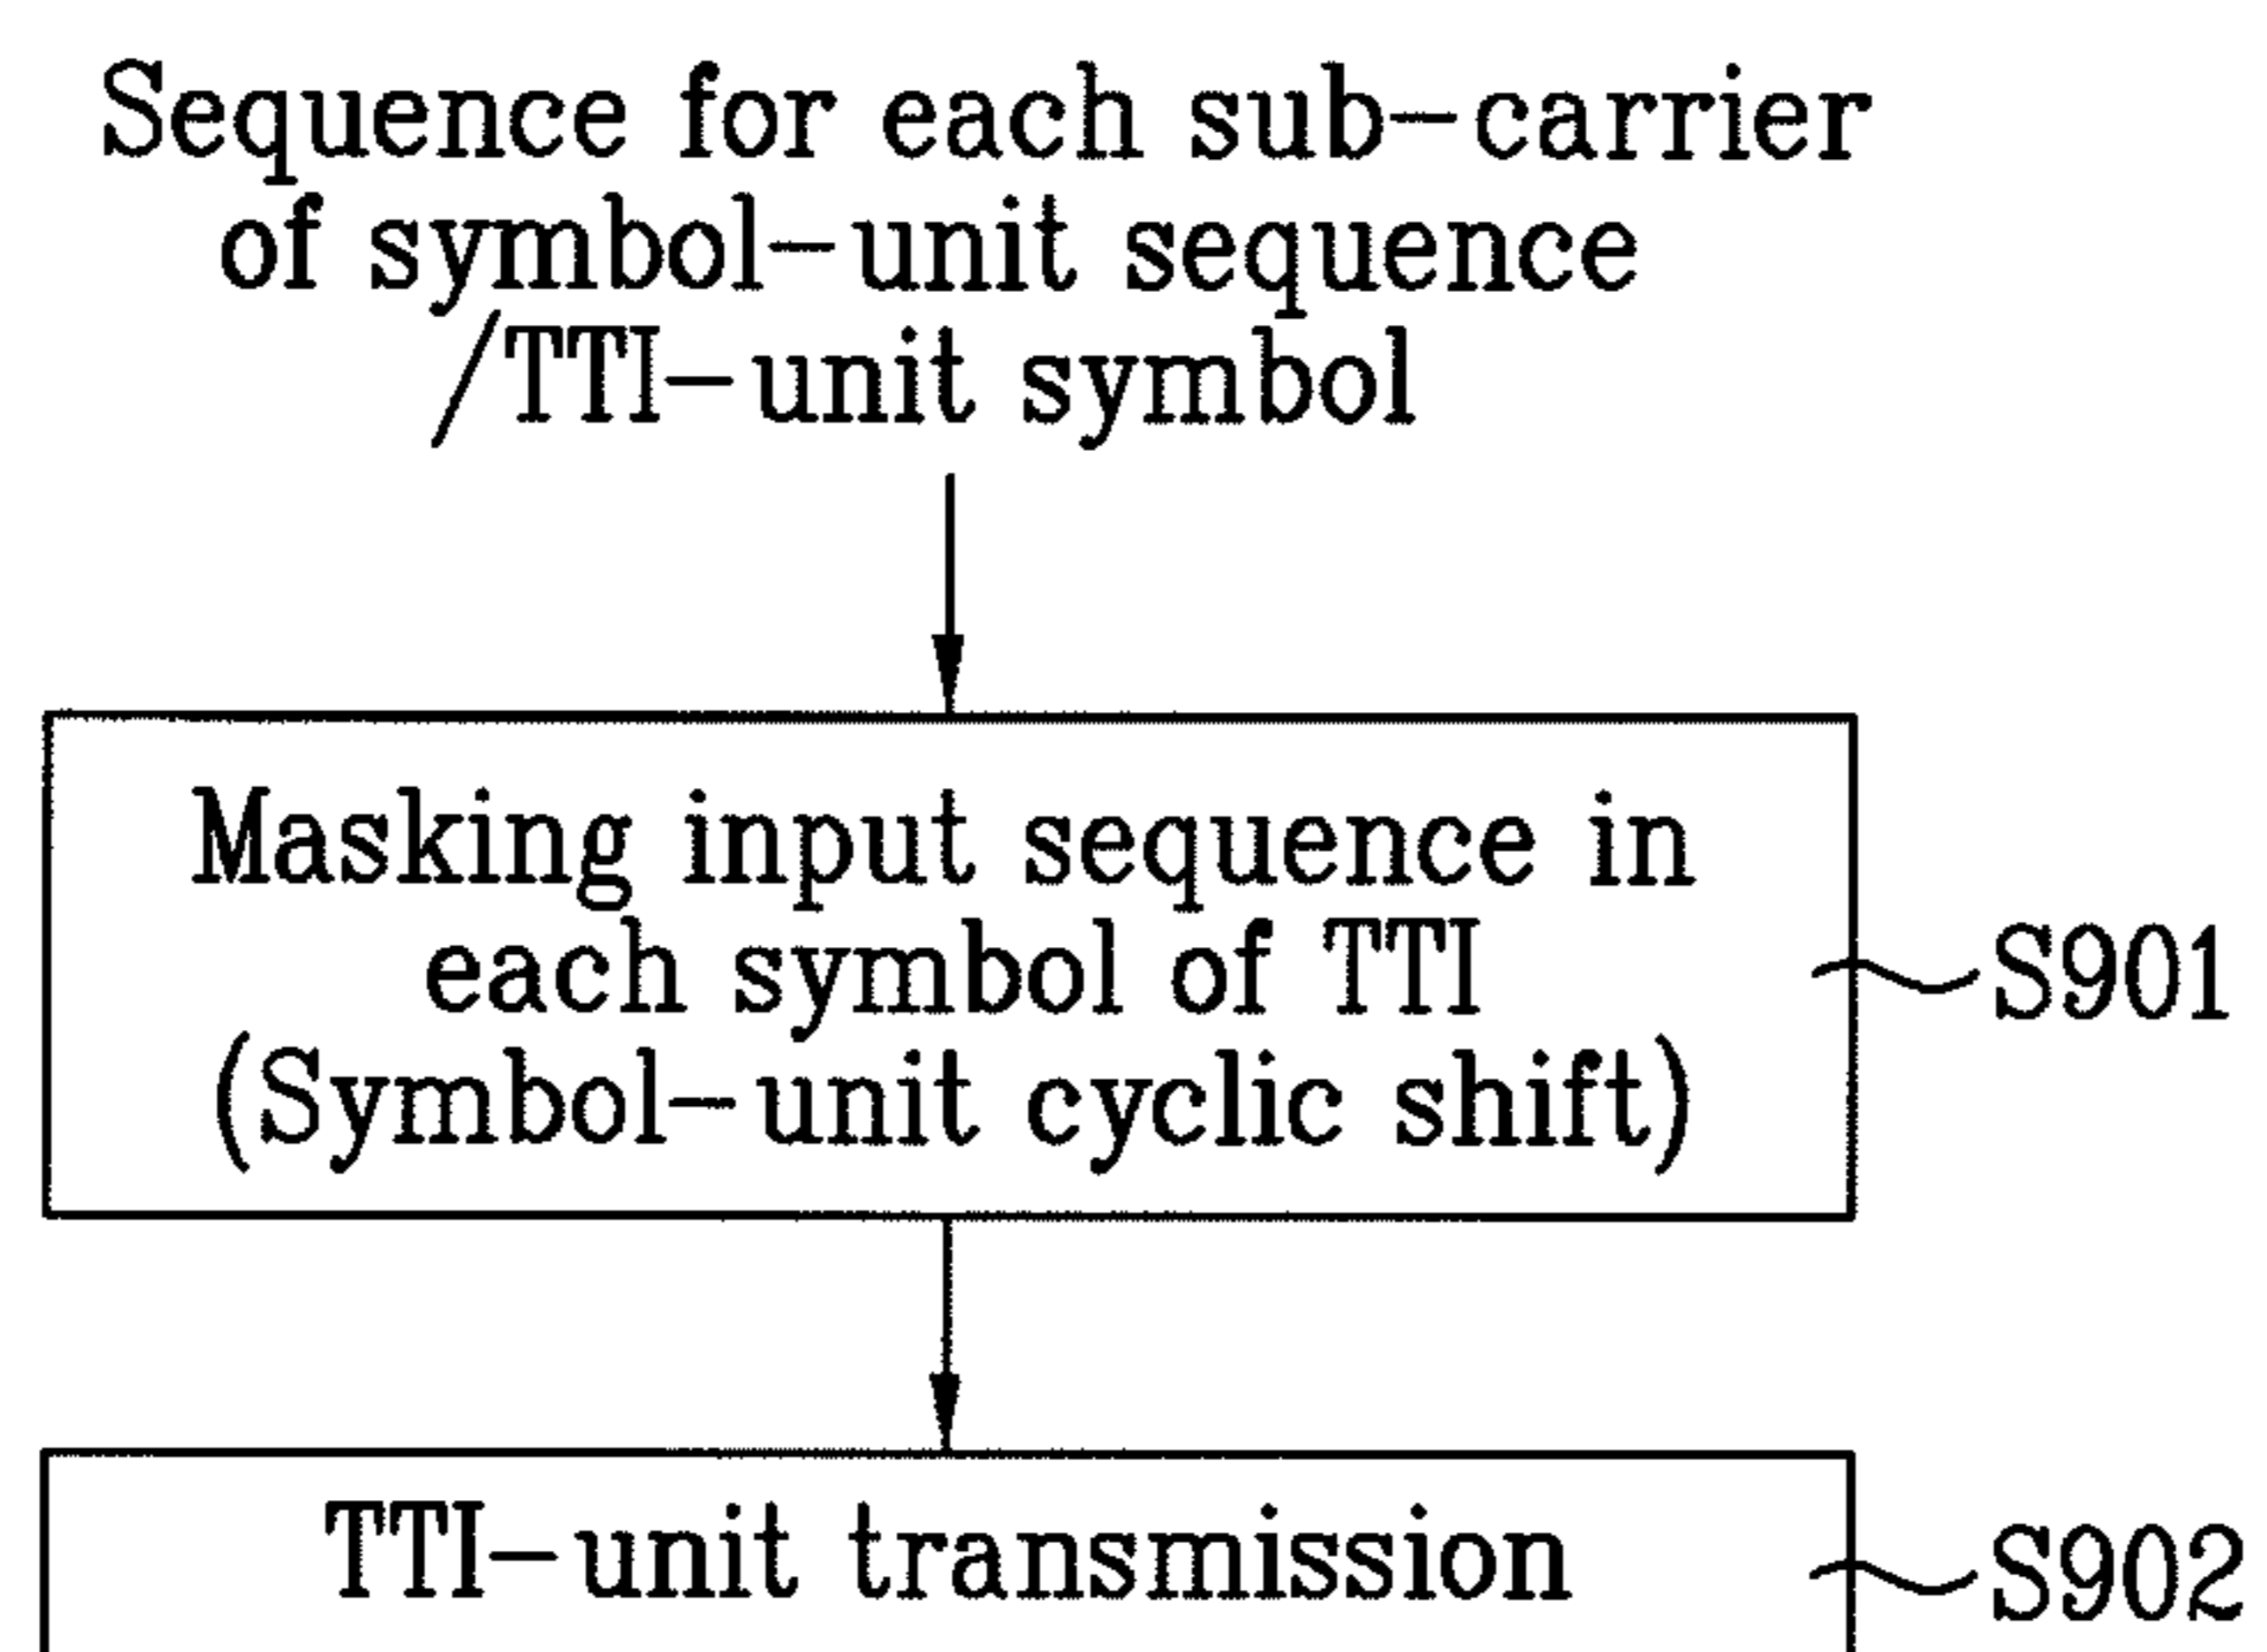 Sequence for each sub-carrier
of symbol-unit sequence
/TTI-unit symbol
Masking input sequence in
each symbol of TTI
(Symbol-unit cyclic shift)
S901
TTI-unit transmission
S902